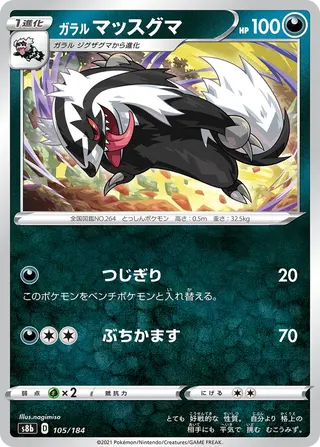 1進化
ガラル マッスグマ
HP 100
ガラル ジグザグマから進化
全国図鑑NO.264 とっしんポケモン 高さ:0.5m 重さ:32.5kg
つじぎり 20
このポケモンをベンチポケモンと入れ替える。
ぶちかます 70
弱点 ×2 抵抗力 にげる
Illus.nagimiso
s8b D 105/184
とても 好戦的な 性格。格上の
相手も 平気で 挑む むこうみず。
©2021 Pokémon/Nintendo/Creatures/GAME FREAK.